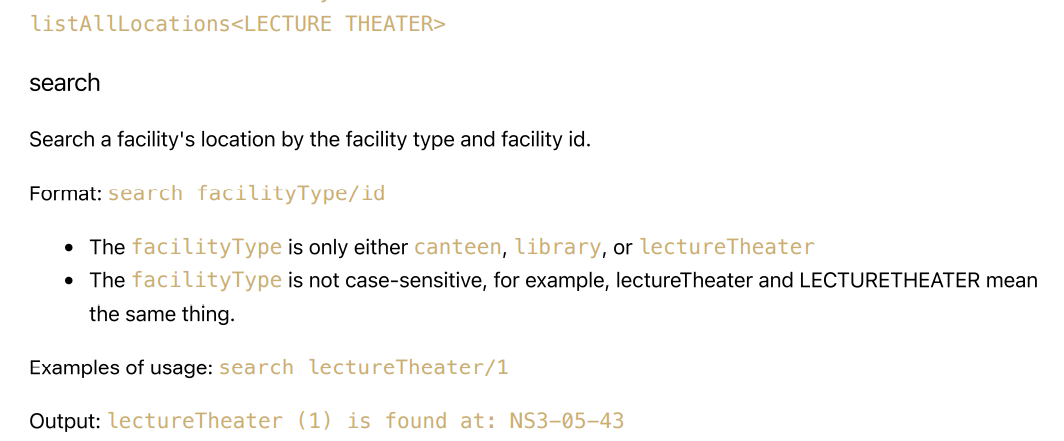 listAllLocations<LECTURE THEATER>
search
Search a facility's location by the facility type and facility id.
Format: search facilityType/id
• The facilityType is only either canteen, library, or lectureTheater
• The facilityType is not case-sensitive, for example, lectureTheater and LECTURETHEATER mean
the same thing.
Examples of usage: search lectureTheater/1
Output: lectureTheater (1) is found at: NS3-05-43